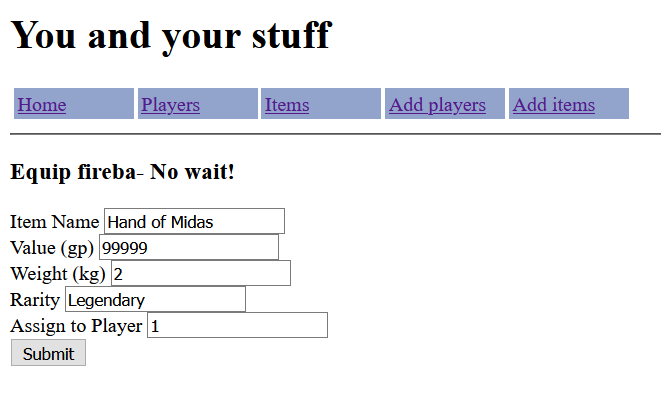 You and your stuff
Home Players Items Add players Add items
Equip fireba- No wait!
Item Name Hand of Midas
Value (gp) 99999
Weight (kg) 2
Rarity Legendary
Assign to Player 1
Submit